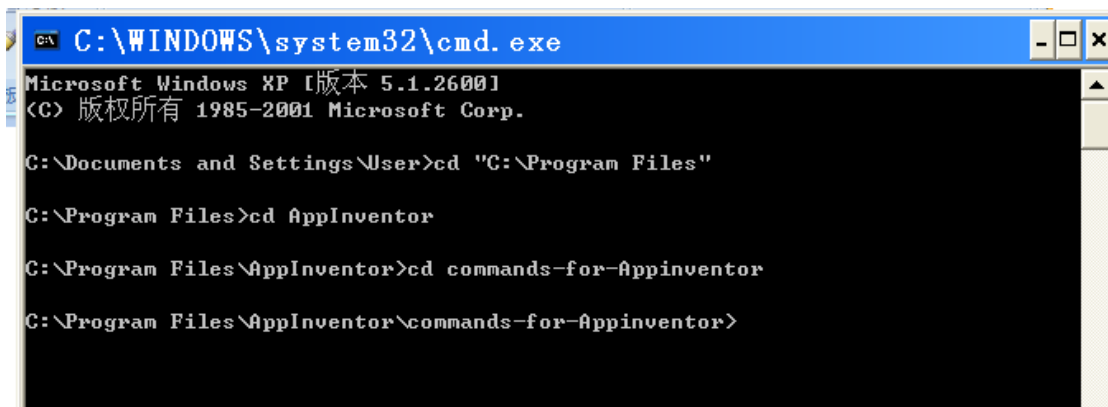 C:\WINDOWS\system32\cmd.exe
Microsoft Windows XP [版本 5.1.2600]
(C) 版权所有 1985-2001 Microsoft Corp.
C:\Documents and Settings\User>cd "C:\Program Files"
C:\Program Files>cd AppInventor
C:\Program Files\AppInventor>cd commands-for-Appinventor
C:\Program Files\AppInventor\commands-for-Appinventor>